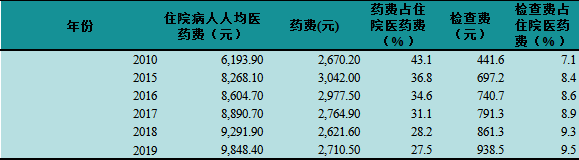 年份 住院病人人均医药费（元） 药费(元) 药费占住院医药费（%） 检查费（元） 检查费占住院医药费（%）
2010 6,193.90 2,670.20 43.1 441.6 7.1
2015 8,268.10 3,042.00 36.8 697.2 8.4
2016 8,604.70 2,977.50 34.6 740.7 8.6
2017 8,890.70 2,764.90 31.1 791.3 8.9
2018 9,291.90 2,621.60 28.2 861.3 9.3
2019 9,848.40 2,710.50 27.5 938.5 9.5